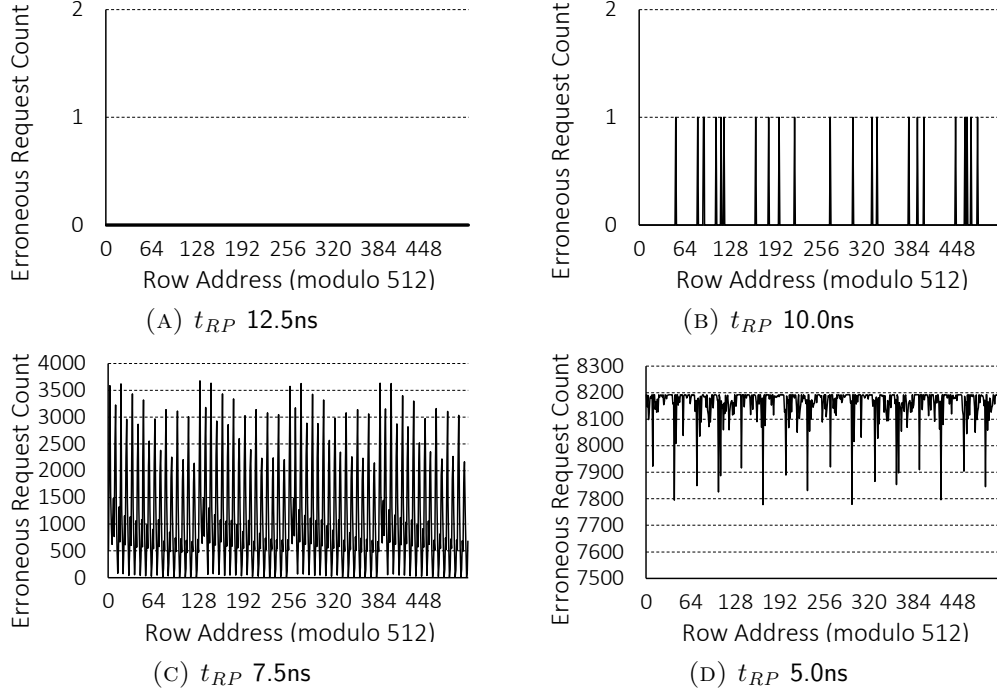 Erroneous Request Count
2
1
0
0 64 128 192 256 320 384 448
Row Address (modulo 512)
(A) tRP 12.5ns
Erroneous Request Count
2
1
0
0 64 128 192 256 320 384 448
Row Address (modulo 512)
(B) tRP 10.0ns
Erroneous Request Count
4000
3500
3000
2500
2000
1500
1000
500
0
0 64 128 192 256 320 384 448
Row Address (modulo 512)
(C) tRP 7.5ns
Erroneous Request Count
8300
8200
8100
8000
7900
7800
7700
7600
7500
0 64 128 192 256 320 384 448
Row Address (modulo 512)
(D) tRP 5.0ns